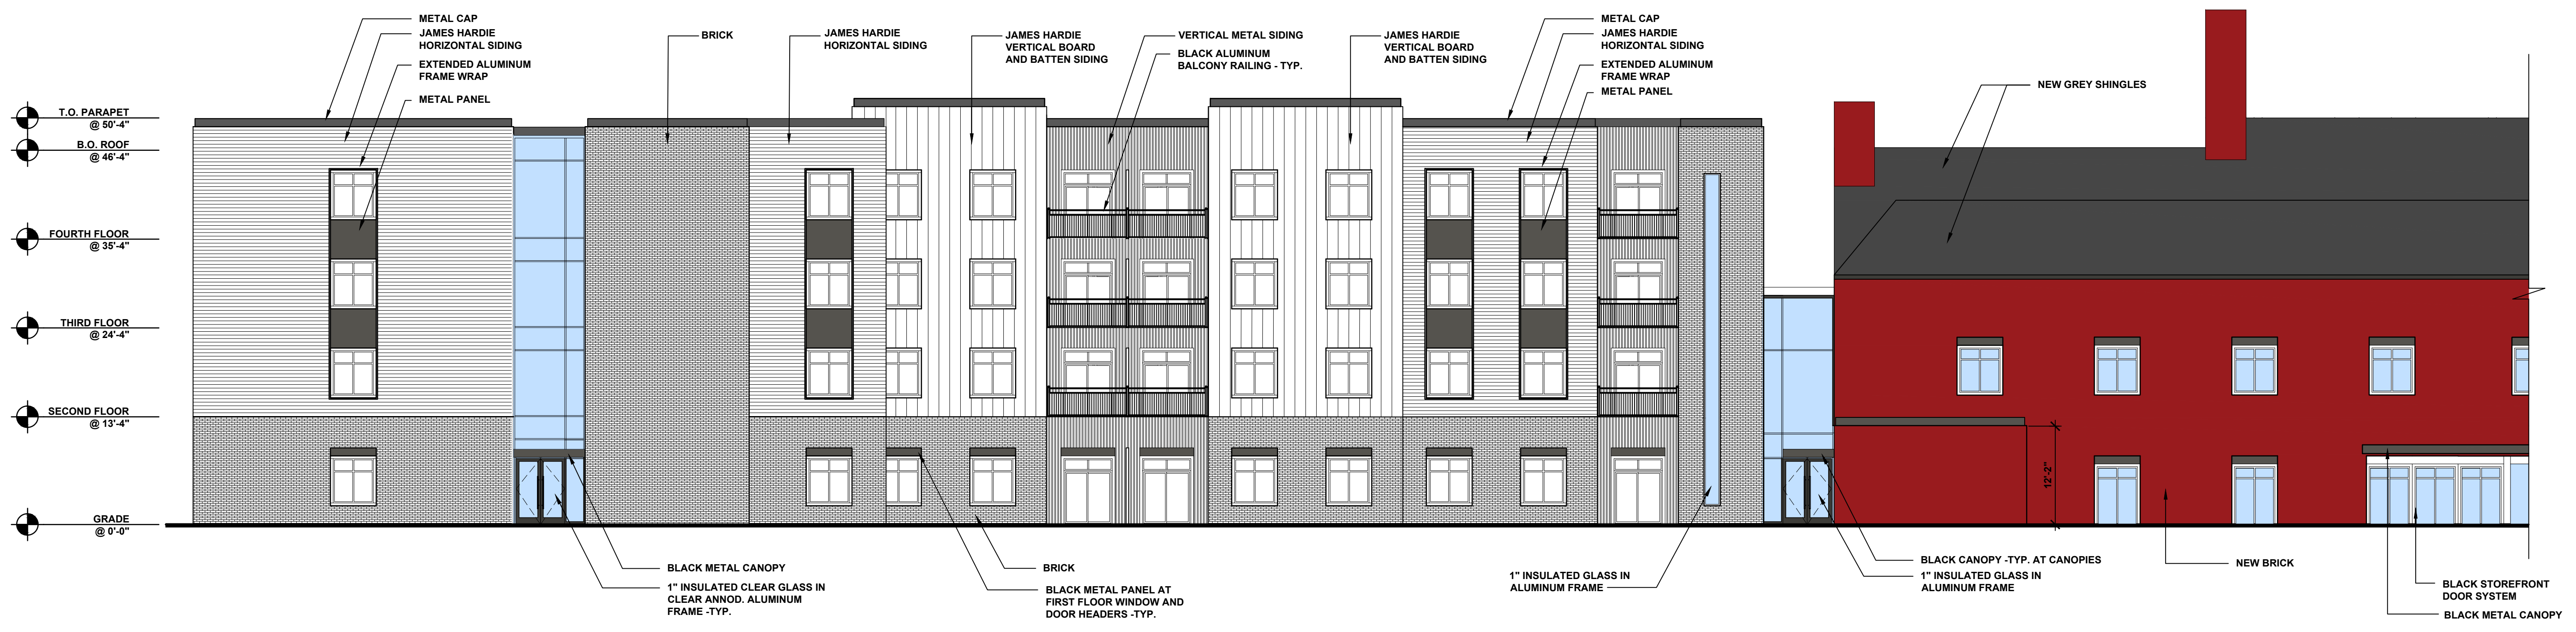 METAL CAP
JAMES HARDIE
HORIZONTAL SIDING
EXTENDED ALUMINUM
FRAME WRAP
METAL PANEL
BRICK
JAMES HARDIE
HORIZONTAL SIDING
JAMES HARDIE
VERTICAL BOARD
AND BATTEN SIDING
VERTICAL METAL SIDING
BLACK ALUMINUM
BALCONY RAILING - TYP.
JAMES HARDIE
VERTICAL BOARD
AND BATTEN SIDING
METAL CAP
JAMES HARDIE
HORIZONTAL SIDING
EXTENDED ALUMINUM
FRAME WRAP
METAL PANEL
NEW GREY SHINGLES
T.O. PARAPET
@ 50'-4"
B.O. ROOF
@ 46'-4"
FOURTH FLOOR
@ 35'-4"
THIRD FLOOR
@ 24'-4"
SECOND FLOOR
@ 13'-4"
GRADE
@ 0'-0"
12'-2"
BLACK METAL CANOPY
1" INSULATED CLEAR GLASS IN
CLEAR ANNOD. ALUMINUM
FRAME -TYP.
BRICK
BLACK METAL PANEL AT
FIRST FLOOR WINDOW AND
DOOR HEADERS -TYP.
1" INSULATED GLASS IN
ALUMINUM FRAME
BLACK CANOPY -TYP. AT CANOPIES
1" INSULATED GLASS IN
ALUMINUM FRAME
NEW BRICK
BLACK STOREFRONT
DOOR SYSTEM
BLACK METAL CANOPY